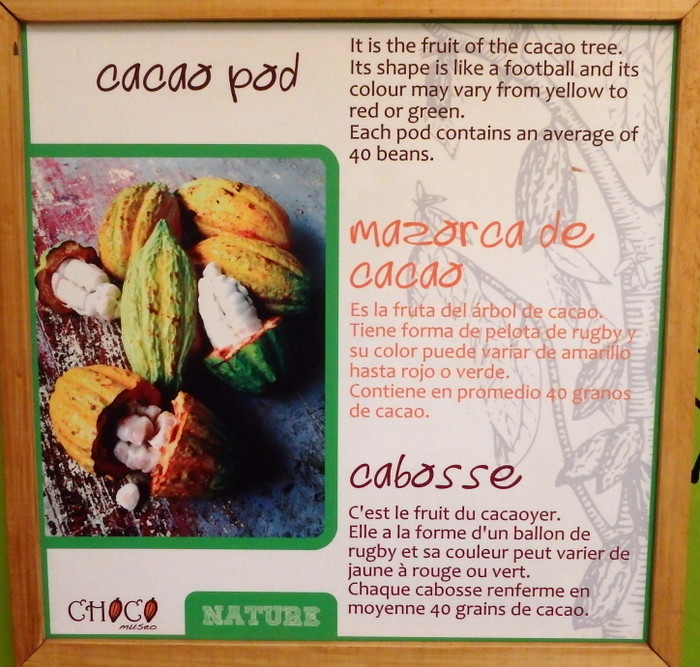 cacao pod
It is the fruit of the cacao tree.
Its shape is like a football and its
colour may vary from yellow to
red or green.
Each pod contains an average of
40 beans.
mazorca de
cacao
Es la fruta del árbol de cacao.
Tiene forma de pelota de rugby y
su color puede variar de amarillo
hasta rojo o verde.
Contiene en promedio 40 granos
de cacao.
cabosse
C'est le fruit du cacaoyer.
Elle a la forme d'un ballon de
rugby et sa couleur peut varier de
jaune à rouge ou vert.
Chaque cabosse renferme en
moyenne 40 grains de cacao.
CHOCO
museo
NATURE